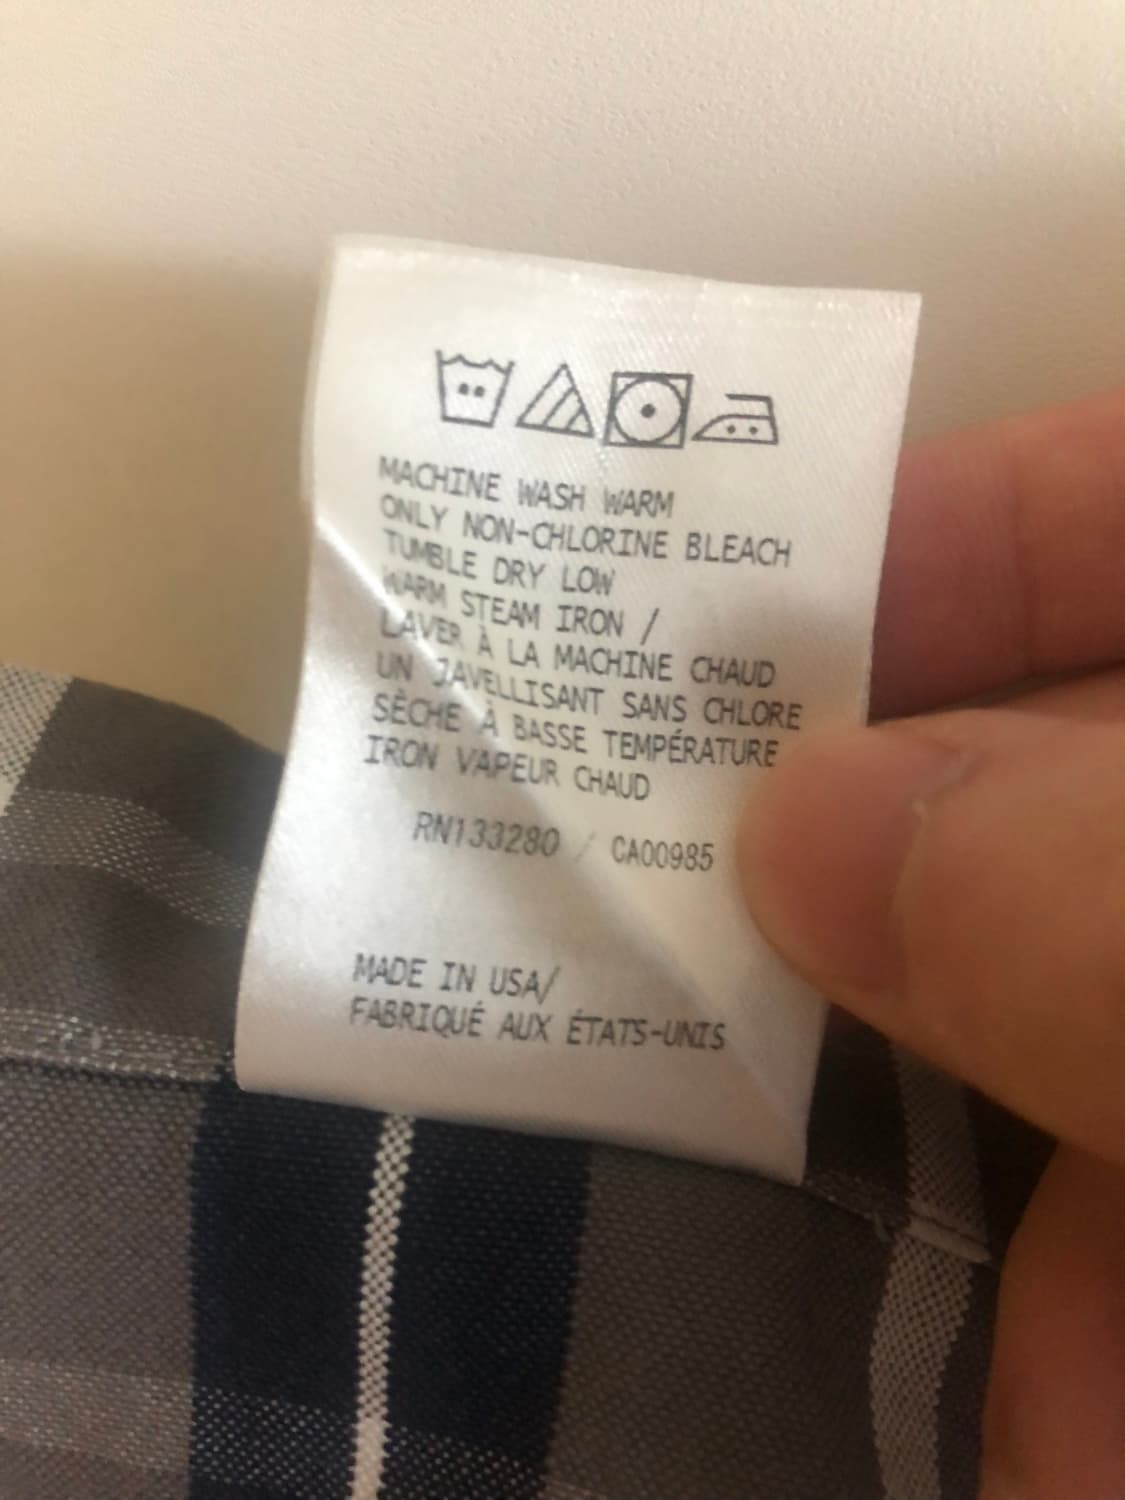 MACHINE WASH WARM
ONLY NON-CHLORINE BLEACH
TUMBLE DRY LOW
WARM STEAM IRON /
LAVER À LA MACHINE CHAUD
UN JAVELLISANT SANS CHLORE
SÈCHE À BASSE TEMPÉRATURE
IRON VAPEUR CHAUD
RN133280 / CA00985
MADE IN USA/
FABRIQUÉ AUX ÉTATS-UNIS